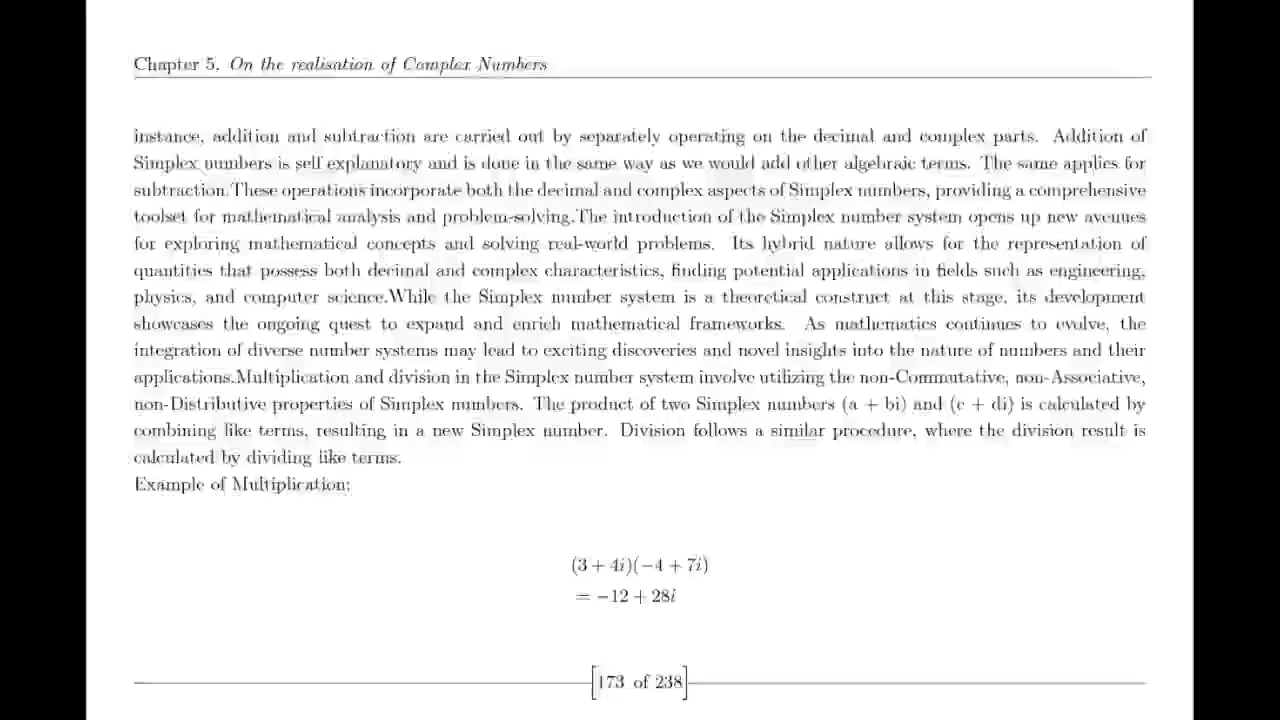 Chapter 5. On the realisation of Complex Numbers
instance, addition and subtraction are carried out by separately operating on the decimal and complex parts. Addition of
Simplex numbers is self explanatory and is done in the same way as we would add other algebraic terms. The same applies for
subtraction.These operations incorporate both the decimal and complex aspects of Simplex numbers, providing a comprehensive
toolset for mathematical analysis and problem-solving.The introduction of the Simplex number system opens up new avenues
for exploring mathematical concepts and solving real-world problems. Its hybrid nature allows for the representation of
quantities that possess both decimal and complex characteristics, finding potential applications in fields such as engineering,
physics, and computer science.While the Simplex number system is a theoretical construct at this stage, its development
showcases the ongoing quest to expand and enrich mathematical frameworks. As mathematics continues to evolve, the
integration of diverse number systems may lead to exciting discoveries and novel insights into the nature of numbers and their
applications.Multiplication and division in the Simplex number system involve utilizing the non-Commutative, non-Associative,
non-Distributive properties of Simplex numbers. The product of two Simplex numbers (a + bi) and (c + di) is calculated by
combining like terms, resulting in a new Simplex number. Division follows a similar procedure, where the division result is
calculated by dividing like terms.
Example of Multiplication:
(3 + 4i)(−4 + 7i)
= −12 + 28i
[173 of 238]